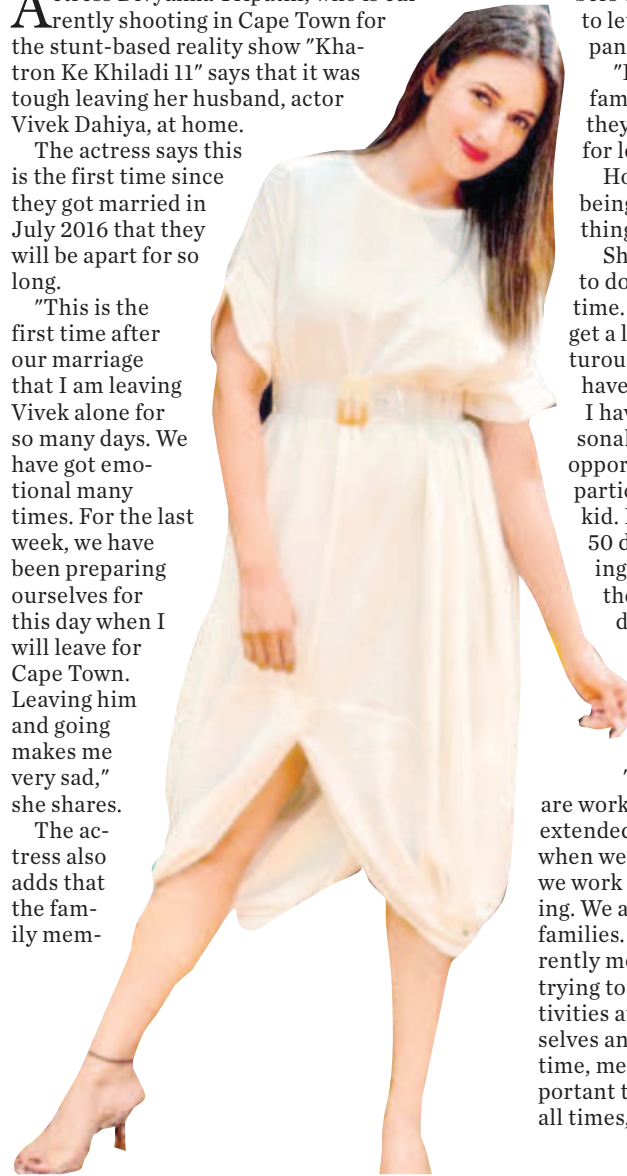 Actress Divyanka Tripathi, who is cur-
rently shooting in Cape Town for
the stunt-based reality show "Kha-
tron Ke Khiladi 11" says that it was
tough leaving her husband, actor
Vivek Dahiya, at home.
The actress says this
is the first time since
they got married in
July 2016 that they
will be apart for so
long.
"This is the
first time after
our marriage
that I am leaving
Vivek alone for
so many days. We
have got emo-
tional many
times. For the last
week, we have
been preparing
ourselves for
this day when I
will leave for
Cape Town.
Leaving him
and going
makes me
very sad,"
she shares.
The ac-
tress also
adds that
the fam-
ily mem-
to le
pan
fam
they
for l
Ho
being
thing
Sh
to do
time.
get a l
turou
have
I hav
sonal
oppor
partic
kid.
50 d
ing
the
d
"
are work
extended
when we
we work
ing. We a
families.
rently mo
trying to
tivities a
selves an
time, me
portant t
all times,